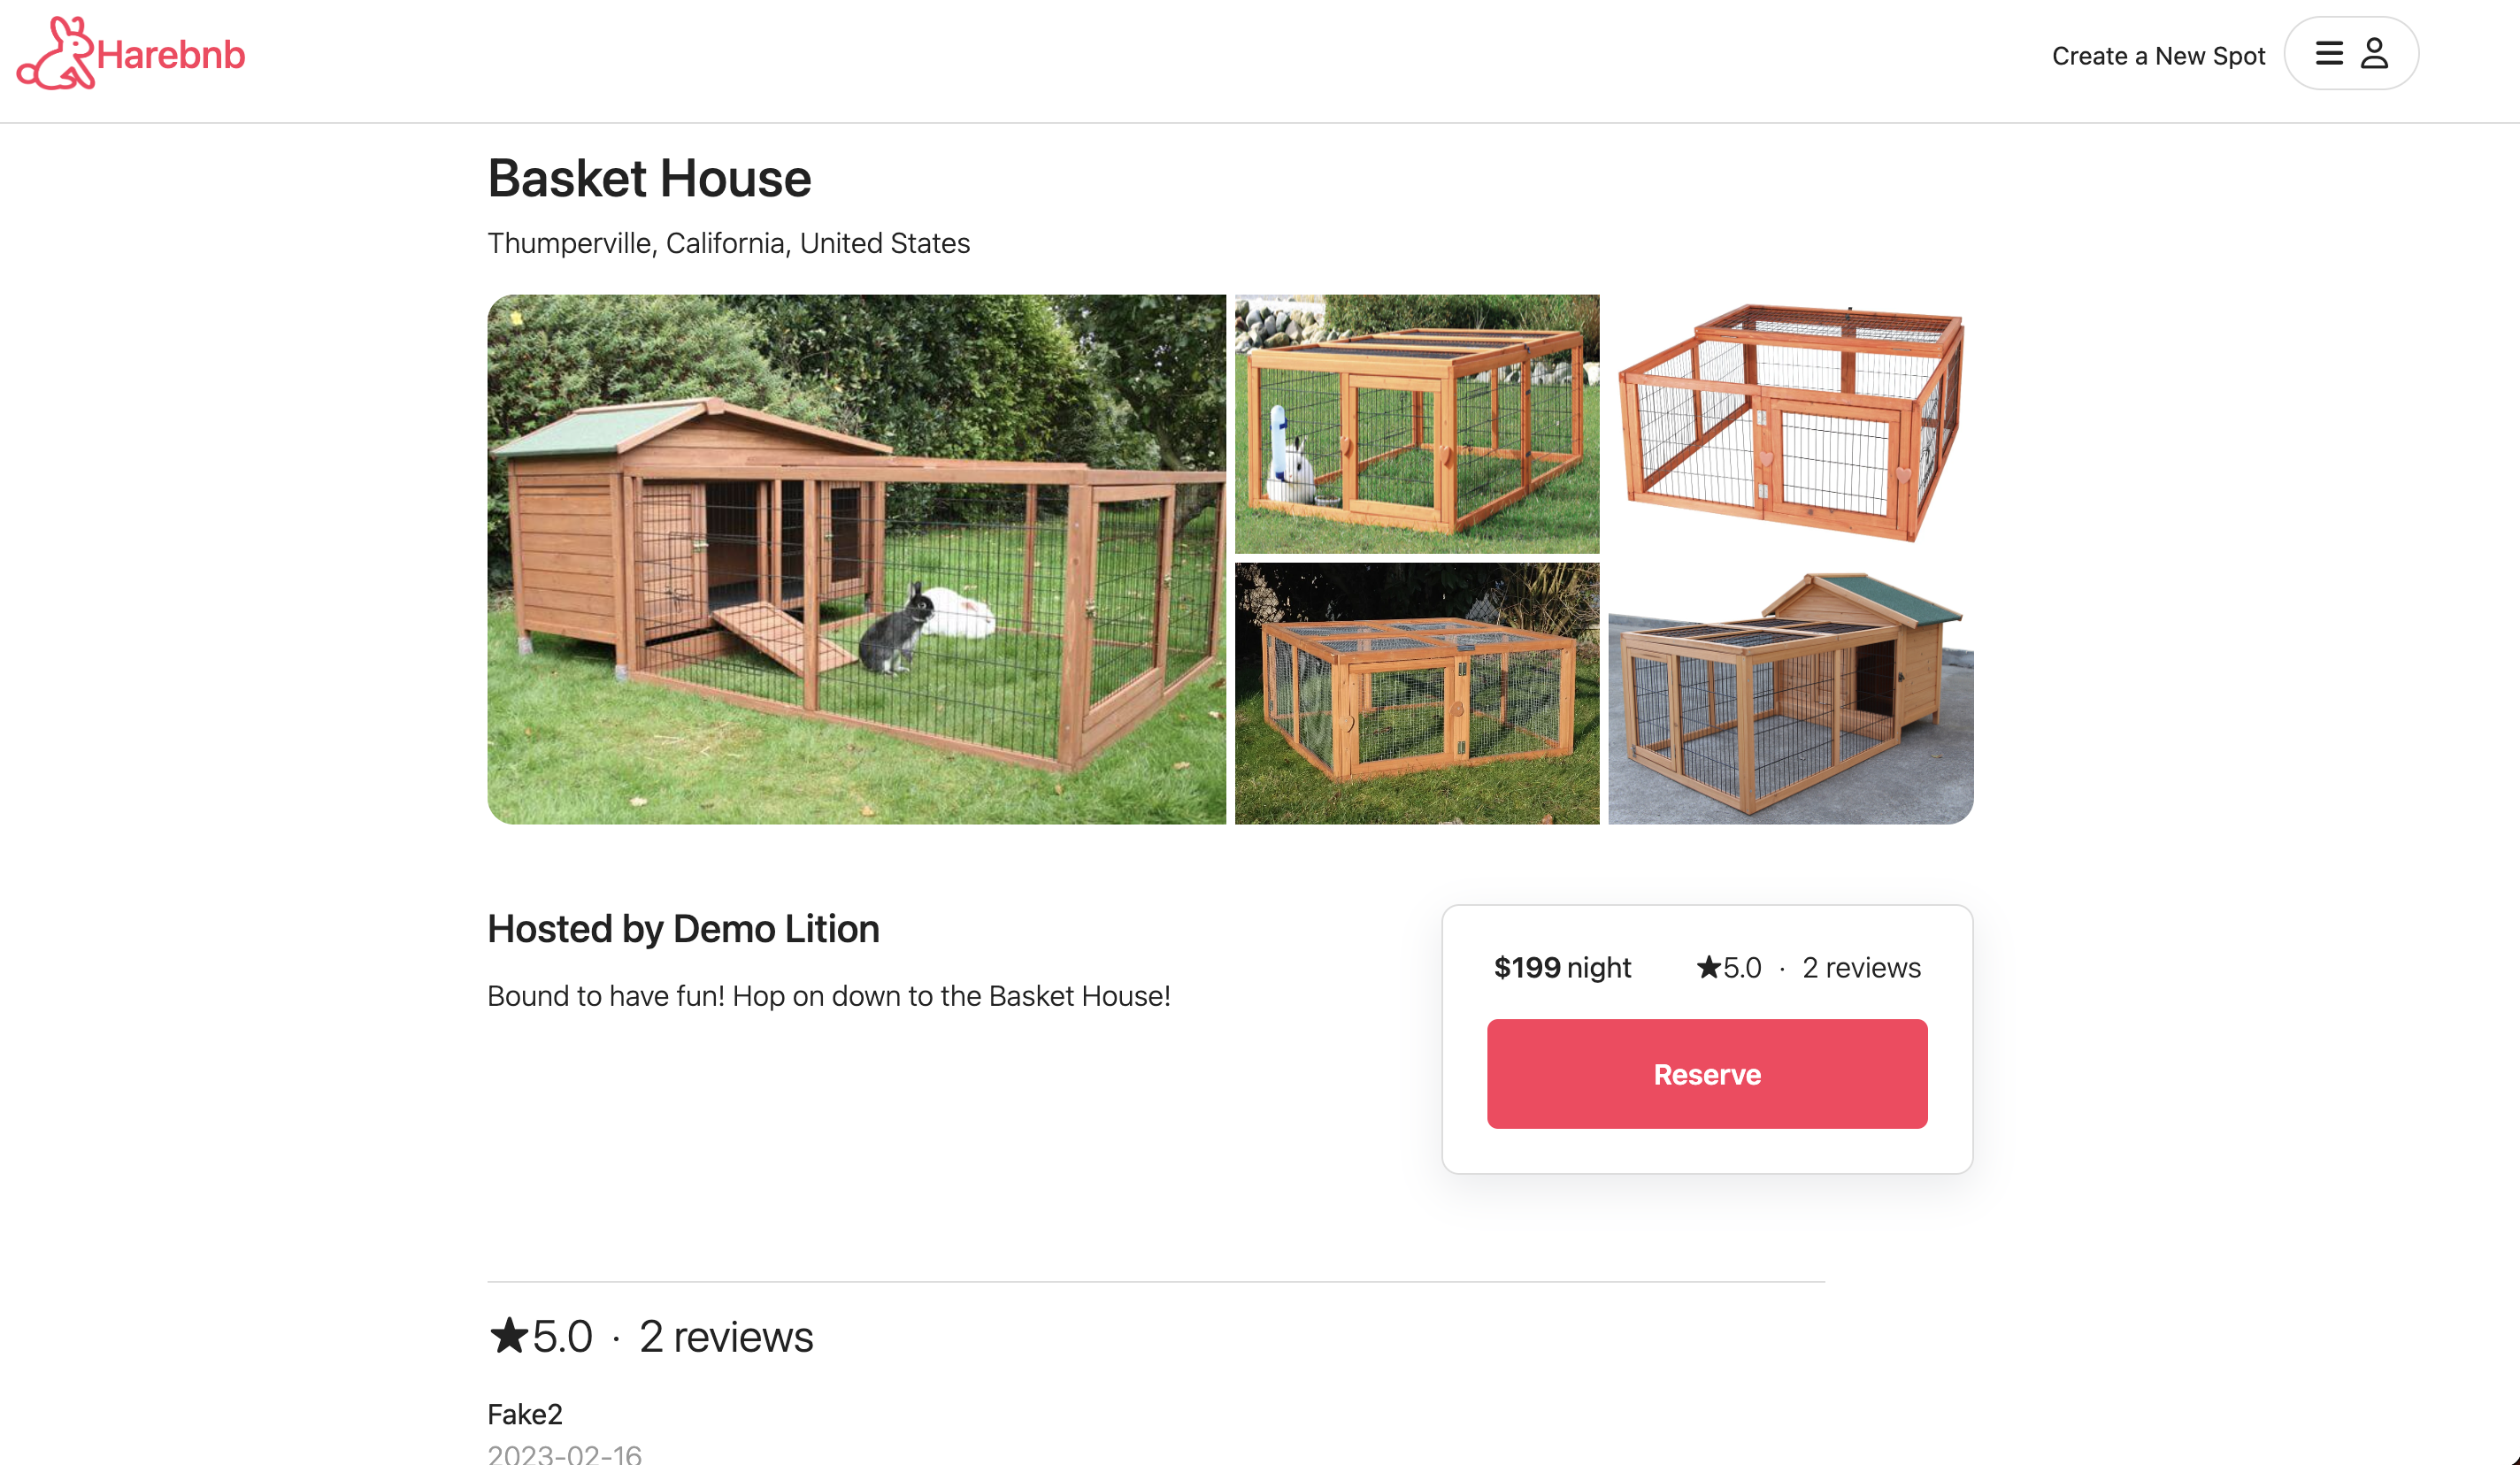 Harebnb
Create a New Spot
Basket House
Thumperville, California, United States
Hosted by Demo Lition
Bound to have fun! Hop on down to the Basket House!
$199 night ★5.0 · 2 reviews
Reserve
★5.0 · 2 reviews
Fake2
2023-02-16